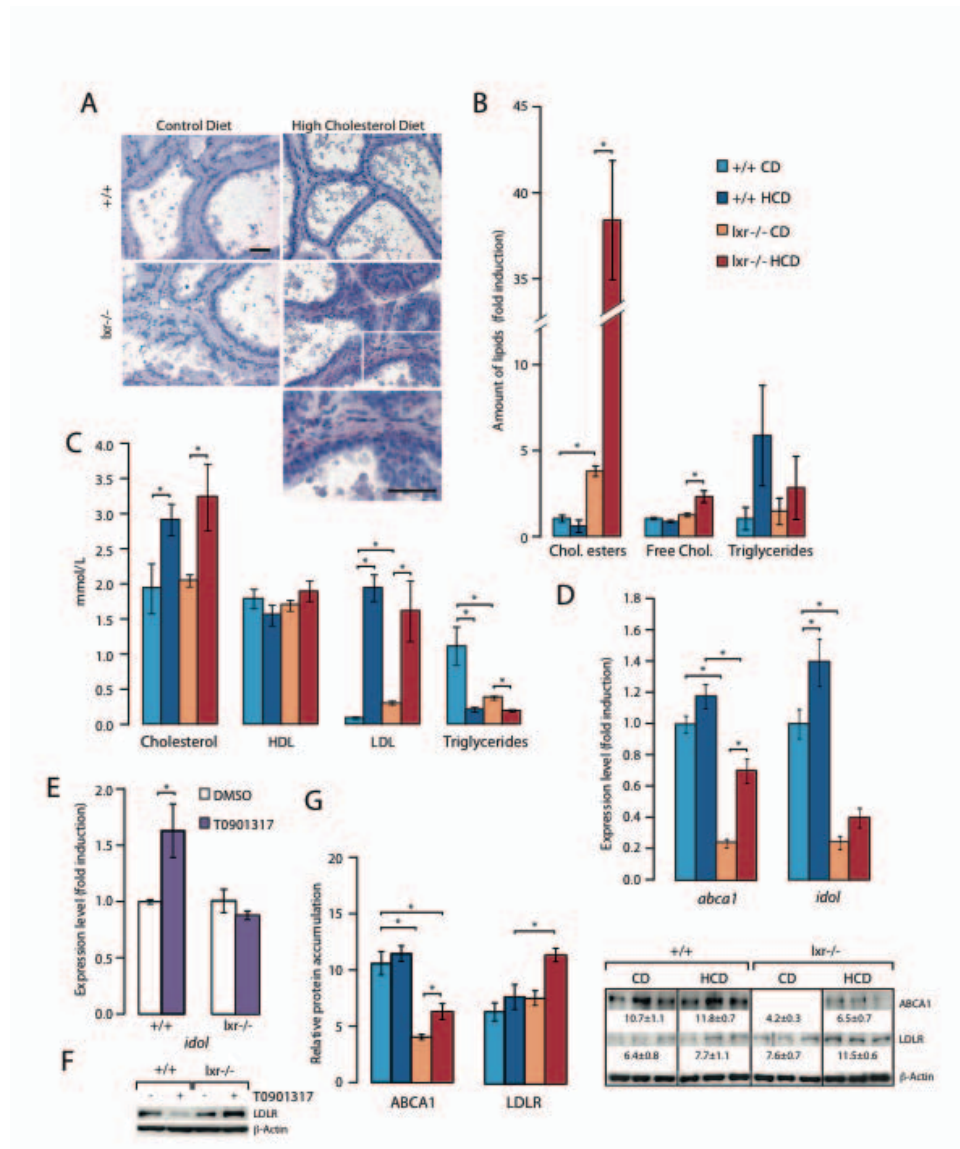 A
Control Diet
High Cholesterol Diet
+/+
lxr-/-
B
45
40
35
10
5
0
Amount of lipids (fold induction)
*
*
*
+/+ CD
+/+ HCD
lxr-/- CD
lxr-/- HCD
Chol. esters
Free Chol.
Triglycerides
C
4.0
3.5
3.0
2.5
2.0
1.5
1.0
0.5
0.0
mmol/L
*
*
*
*
*
*
*
*
Cholesterol
HDL
LDL
Triglycerides
D
1.8
1.6
1.4
1.2
1.0
0.8
0.6
0.4
0.2
0.0
Expression level (fold induction)
*
*
*
*
*
abca1
idol
E
2.0
1.5
1.0
0.5
0.0
Expression level (fold induction)
*
DMSO
T0901317
+/+
lxr-/-
idol
F
+/+
lxr-/-
- + - +
T0901317
LDLR
β-Actin
G
20
15
10
5
0
Relative protein accumulation
*
*
*
*
ABCA1
LDLR
+/+
lxr-/-
CD
HCD
CD
HCD
ABCA1
10.7±1.1
11.8±0.7
4.2±0.3
6.5±0.7
LDLR
6.4±0.8
7.7±1.1
7.6±0.7
11.5±0.6
β-Actin